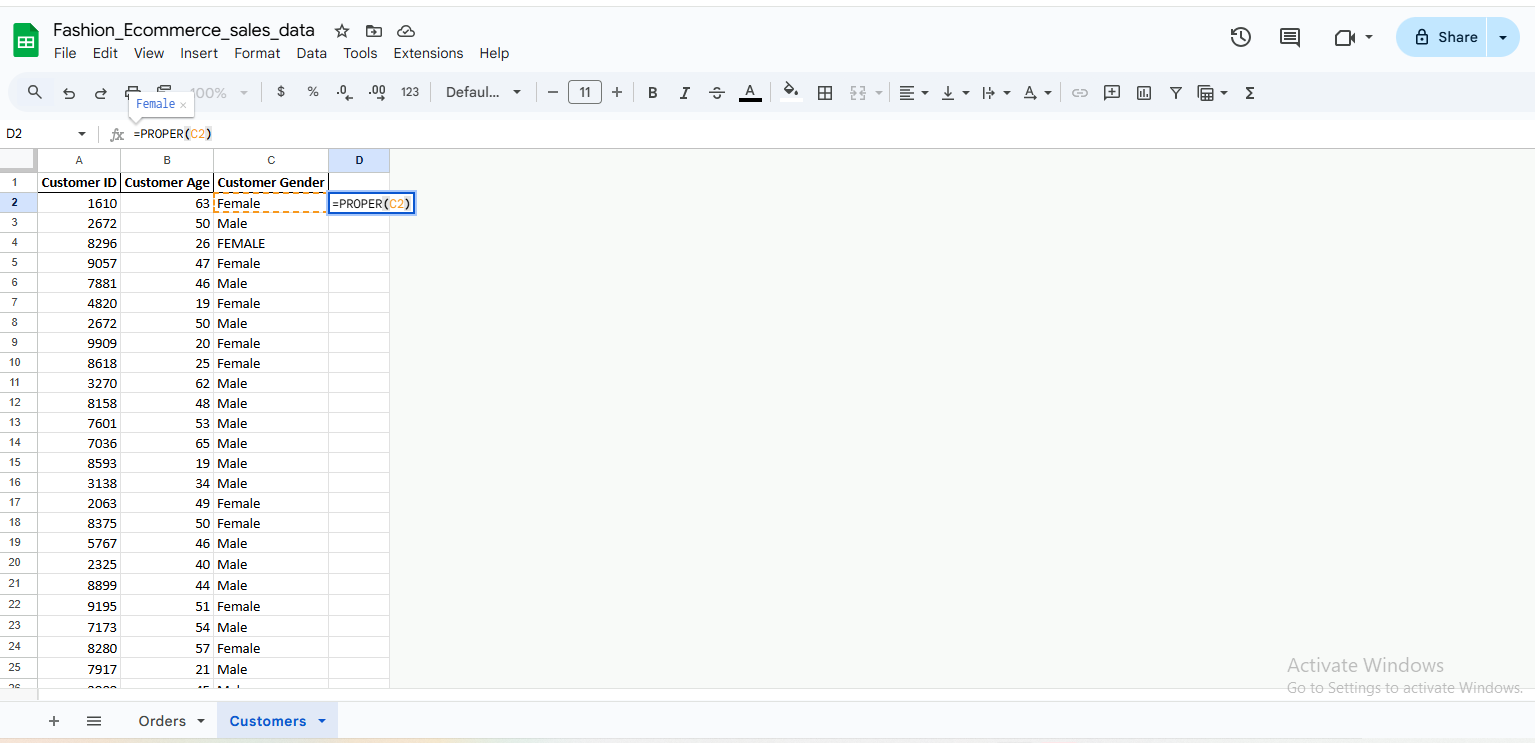 Fashion_Ecommerce_sales_data
File Edit View Insert Format Data Tools Extensions Help
Share
100% $ % .0 .00 123 Defaul... 11 B I A
Female ×
D2 fx =PROPER(C2)
A B C D
1 Customer ID Customer Age Customer Gender
2 1610 63 Female =PROPER(C2)
3 2672 50 Male
4 8296 26 FEMALE
5 9057 47 Female
6 7881 46 Male
7 4820 19 Female
8 2672 50 Male
9 9909 20 Female
10 8618 25 Female
11 3270 62 Male
12 8158 48 Male
13 7601 53 Male
14 7036 65 Male
15 8593 19 Male
16 3138 34 Male
17 2063 49 Female
18 8375 50 Female
19 5767 46 Male
20 2325 40 Male
21 8899 44 Male
22 9195 51 Female
23 7173 54 Male
24 8280 57 Female
25 7917 21 Male
Activate Windows
Go to Settings to activate Windows.
Orders Customers